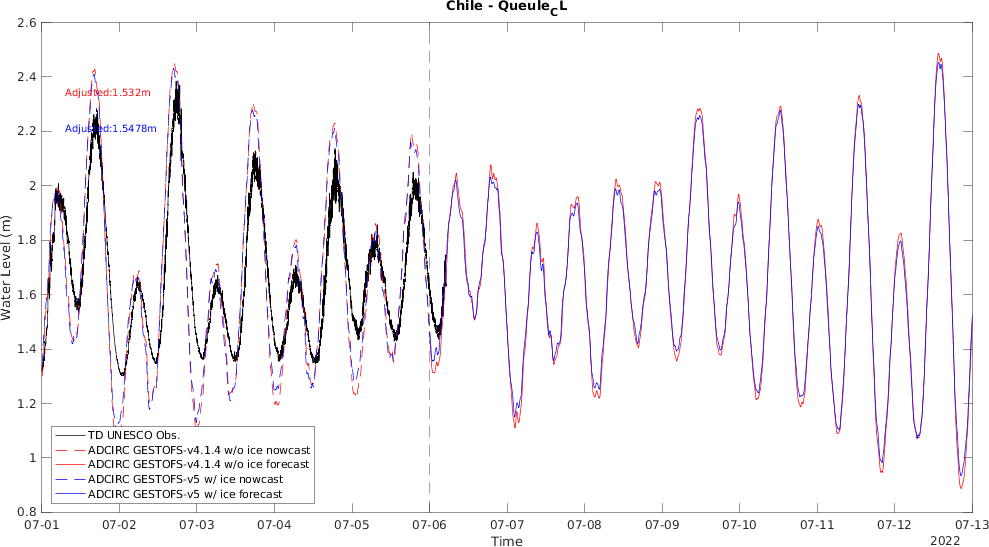 Chile - Queule_CL
2.6
2.4
2.2
2
1.8
1.6
1.4
1.2
1
0.8
Water Level (m)
Adjusted:1.532m
Adjusted:1.5478m
TD UNESCO Obs.
ADCIRC GESTOFS-v4.1.4 w/o ice nowcast
ADCIRC GESTOFS-v4.1.4 w/o ice forecast
ADCIRC GESTOFS-v5 w/ ice nowcast
ADCIRC GESTOFS-v5 w/ ice forecast
07-01 07-02 07-03 07-04 07-05 07-06 07-07 07-08 07-09 07-10 07-11 07-12 07-13
Time
2022